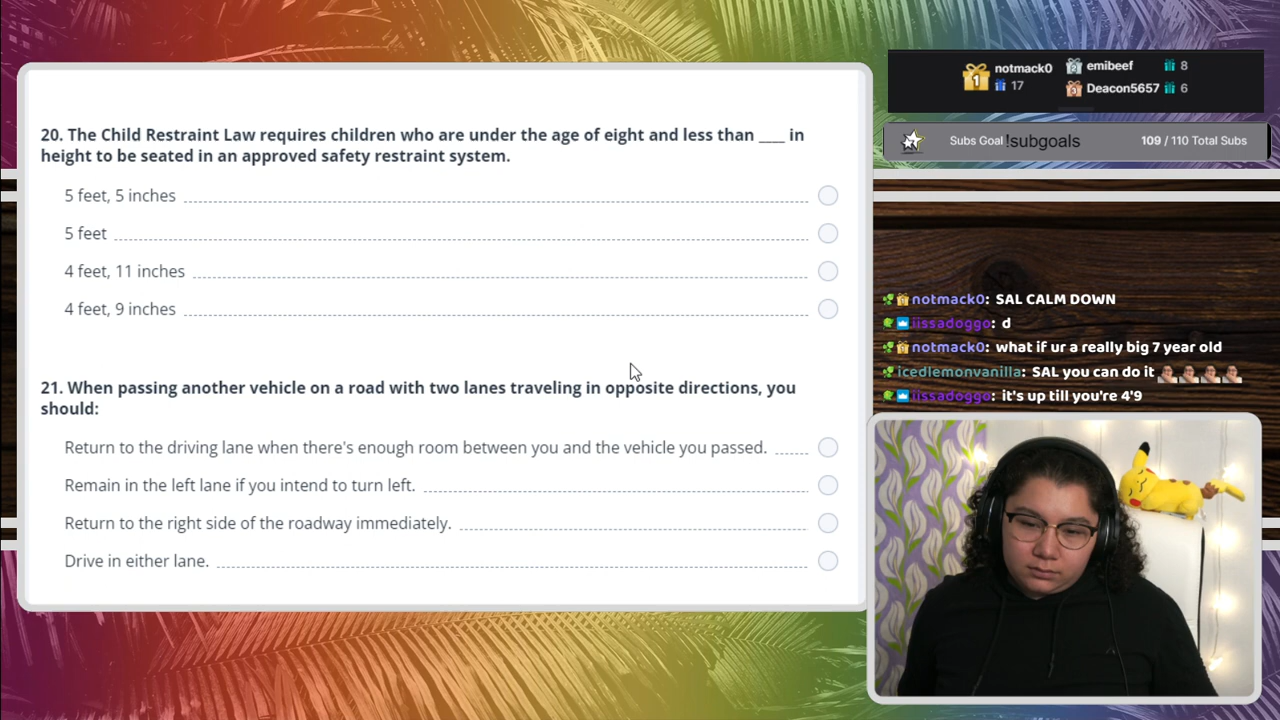 20. The Child Restraint Law requires children who are under the age of eight and less than ____ in
height to be seated in an approved safety restraint system.
5 feet, 5 inches
5 feet
4 feet, 11 inches
4 feet, 9 inches
21. When passing another vehicle on a road with two lanes traveling in opposite directions, you
should:
Return to the driving lane when there's enough room between you and the vehicle you passed.
Remain in the left lane if you intend to turn left.
Return to the right side of the roadway immediately.
Drive in either lane.
1 notmack0 17
2 emibeef 8
3 Deacon5657 6
Subs Goal !subgoals 109 / 110 Total Subs
notmack0: SAL CALM DOWN
iissadoggo: d
notmack0: what if ur a really big 7 year old
icedlemonvanilla: SAL you can do it
iissadoggo: it's up till you're 4'9